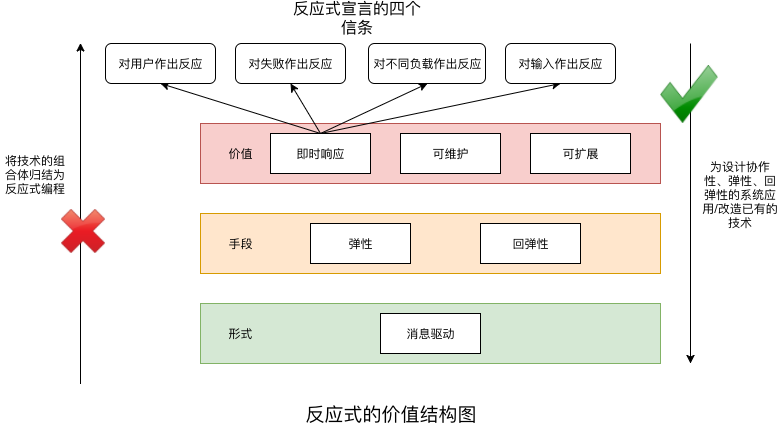 反应式宣言的四个
信条
对用户作出反应
对失败作出反应
对不同负载作出反应
对输入作出反应
价值
即时响应
可维护
可扩展
将技术的组
合体归结为
反应式编程
为设计协作
性、弹性、回
弹性的系统应
用/改造已有的
技术
手段
弹性
回弹性
形式
消息驱动
反应式的价值结构图